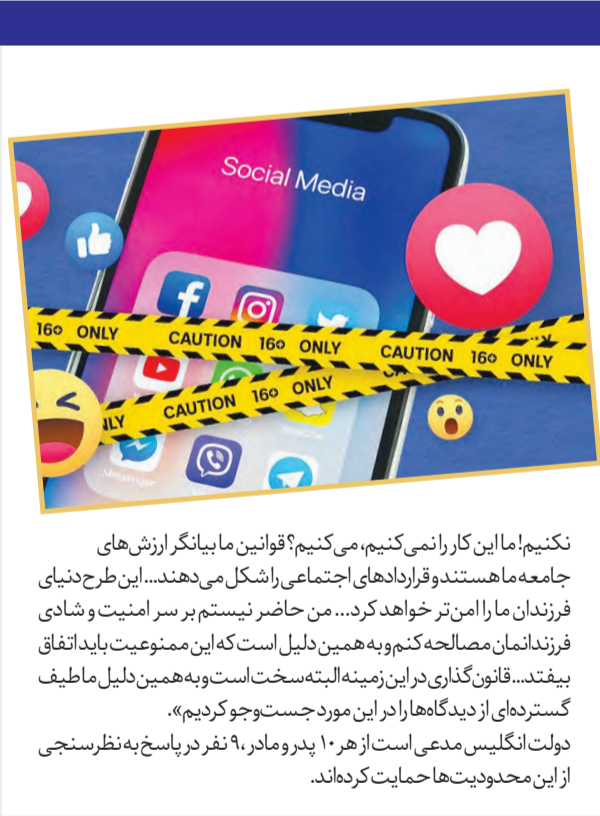 Social Media
16+ ONLY CAUTION 16+ ONLY CAUTION 16+ ONLY
CAUTION 16+ ONLY
Messenger
نکنیم! ما این کار را نمی‌کنیم، می‌کنیم؟ قوانین ما بیانگر ارزش‌های
جامعه ما هستند و قراردادهای اجتماعی را شکل می‌دهند... این طرح دنیای
فرزندان ما را امن‌تر خواهد کرد... من حاضر نیستم بر سر امنیت و شادی
فرزندانمان مصالحه کنم و به همین دلیل است که این ممنوعیت باید اتفاق
بیفتد... قانون‌گذاری در این زمینه البته سخت است و به همین دلیل ما طیف
گسترده‌ای از دیدگاه‌ها را در این مورد جست‌وجو کردیم».
دولت انگلیس مدعی است از هر ۱۰ پدر و مادر، ۹ نفر در پاسخ به نظرسنجی
از این محدودیت‌ها حمایت کرده‌اند.